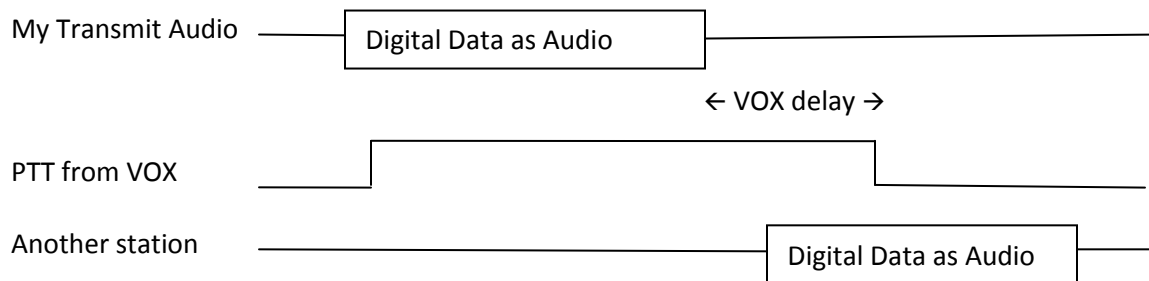 My Transmit Audio
Digital Data as Audio
← VOX delay →
PTT from VOX
Another station
Digital Data as Audio